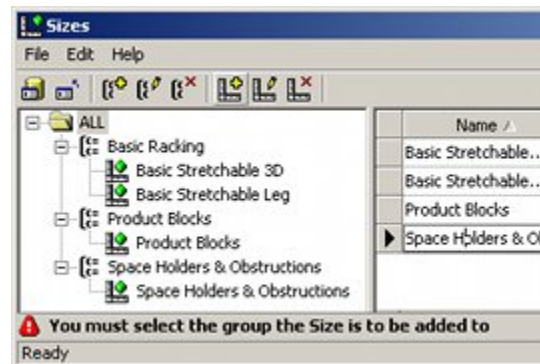 Sizes
File Edit Help
ALL
Basic Racking
Basic Stretchable 3D
Basic Stretchable Leg
Product Blocks
Product Blocks
Space Holders & Obstructions
Space Holders & Obstructions
Name
Basic Stretchable..
Basic Stretchable..
Product Blocks
Space Holders & Ol
You must select the group the Size is to be added to
Ready